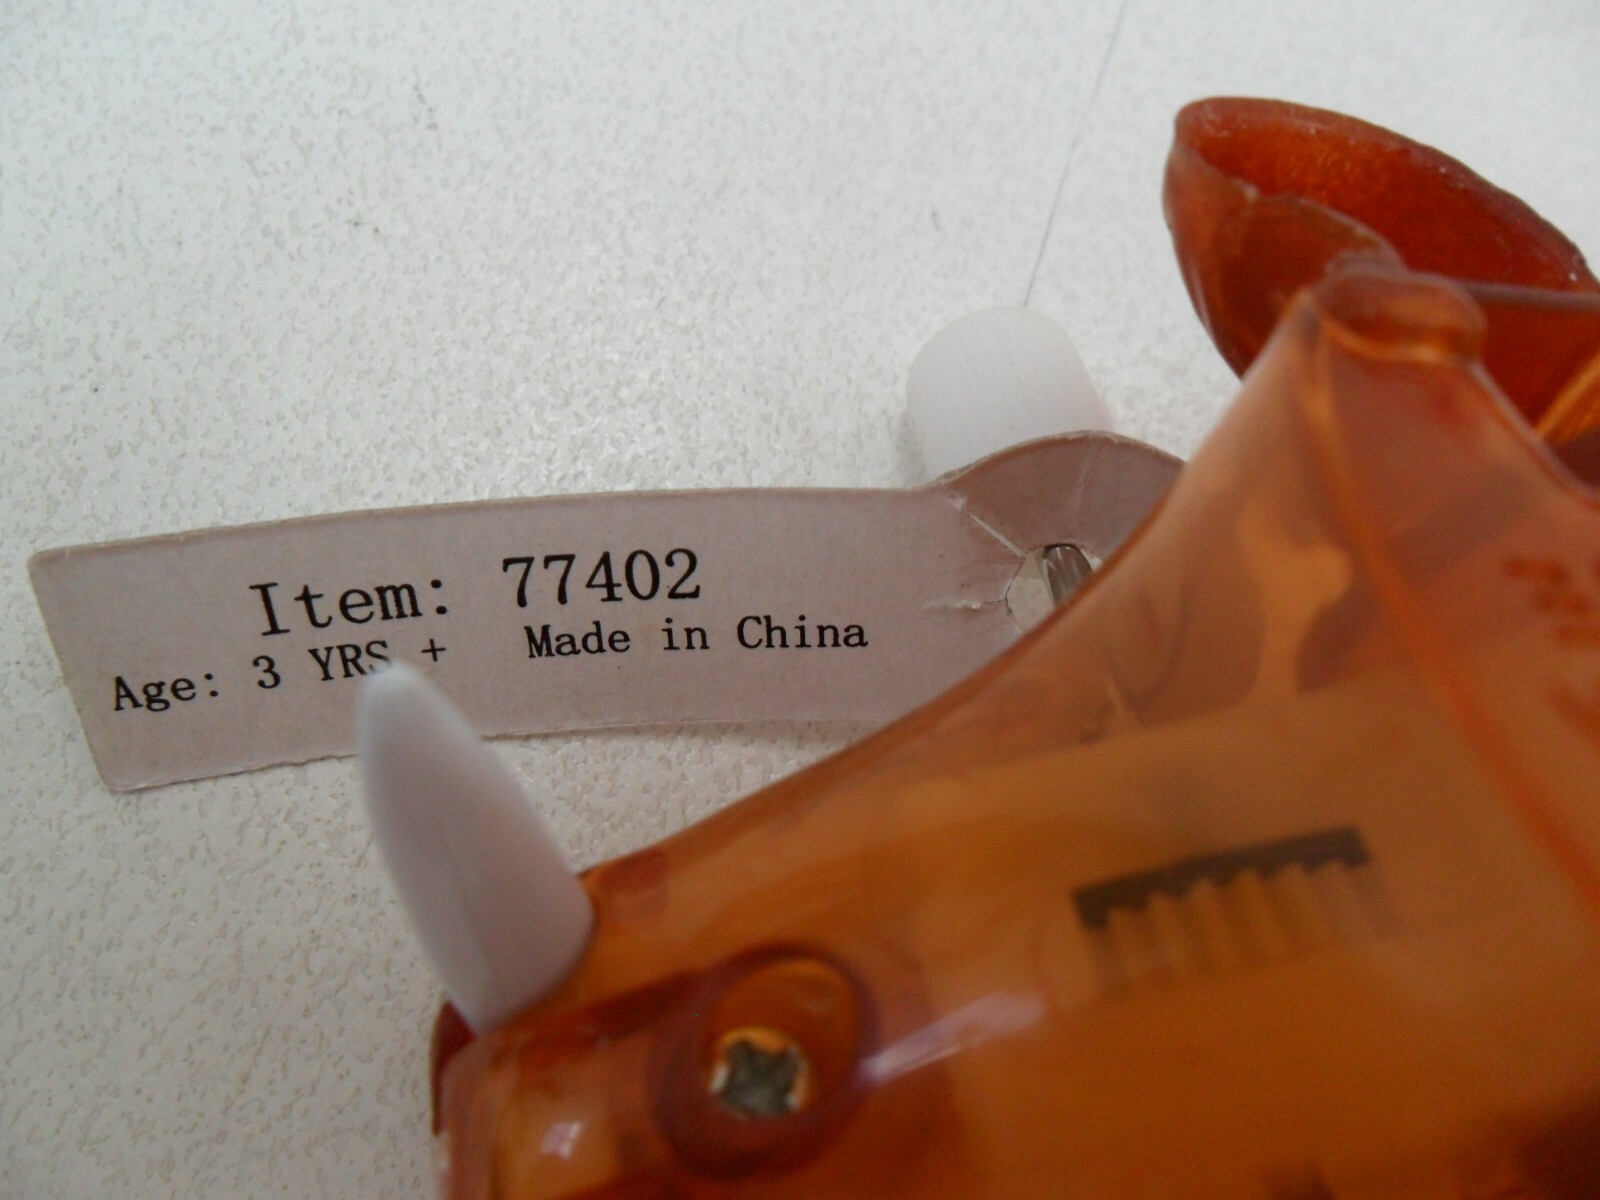 Item: 77402
Age: 3 YRS + Made in China